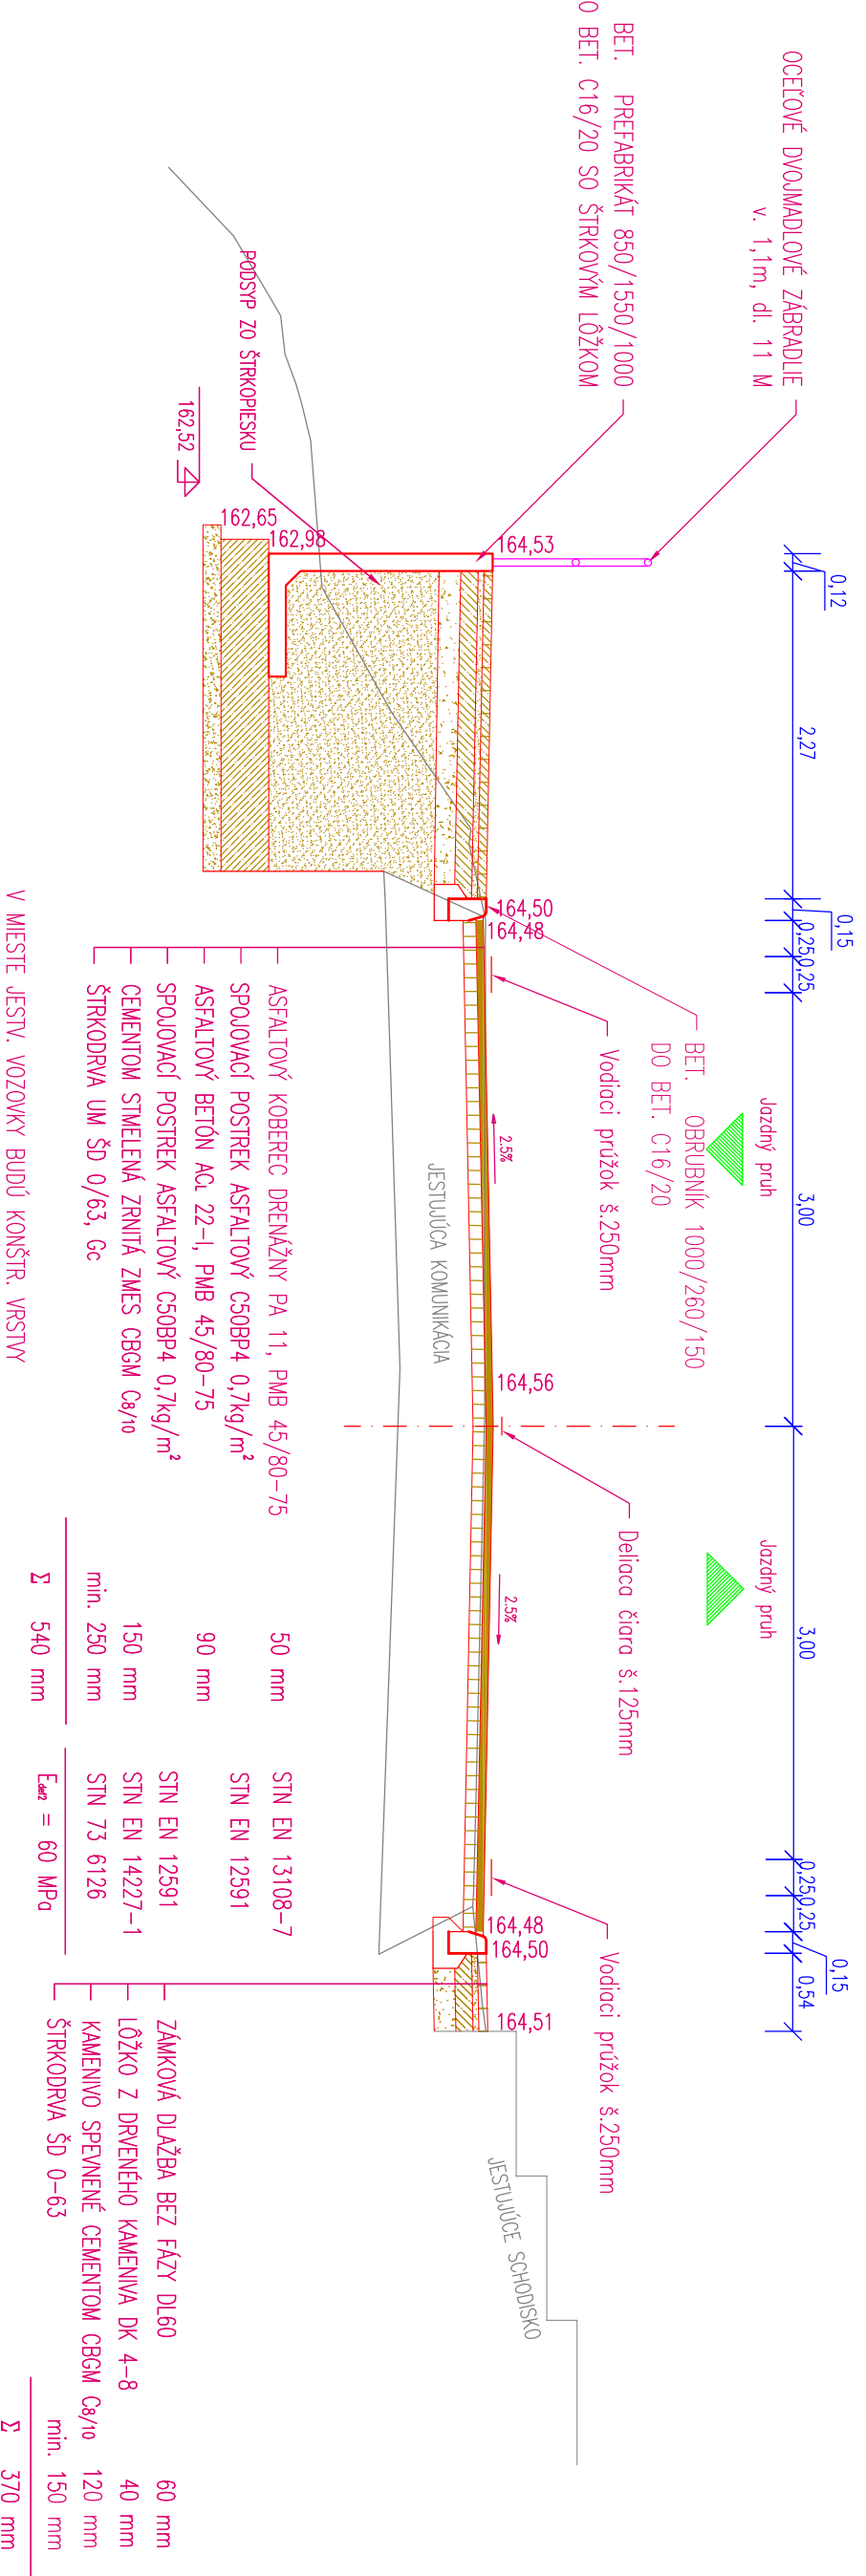 OCEĽOVÉ DVOJMADLOVÉ ZÁBRADLIE
v. 1,1m, dl. 11 M
BET. PREFABRIKÁT 850/1550/1000
O BET. C16/20 SO ŠTRKOVÝM LÔŽKOM
PODSYP ZO ŠTRKOPIESKU
162,52
162,65
162,98
164,53
0,12
2,27
0,15
0,25
0,25
3,00
3,00
0,25
0,25
0,15
0,54
Jazdný pruh
Jazdný pruh
BET. OBRUBNÍK 1000/260/150
DO BET. C16/20
Vodiaci prúžok š.250mm
Deliaca čiara š.125mm
Vodiaci prúžok š.250mm
164,50
164,48
2.5%
164,56
2.5%
164,48
164,50
164,51
JESTUJÚCA KOMUNIKÁCIA
JESTUJÚCE SCHODISKO
ASFALTOVÝ KOBEREC DRENÁŽNY PA 11, PMB 45/80-75 50 mm STN EN 13108-7
SPOJOVACÍ POSTREK ASFALTOVÝ C50BP4 0,7kg/m² STN EN 12591
ASFALTOVÝ BETÓN ACL 22-I, PMB 45/80-75 90 mm
SPOJOVACÍ POSTREK ASFALTOVÝ C50BP4 0,7kg/m² STN EN 12591
CEMENTOM STMELENÁ ZRNITÁ ZMES CBGM C8/10 150 mm STN EN 14227-1
ŠTRKODRVA UM ŠD 0/63, Gc min. 250 mm STN 73 6126
Σ 540 mm Edef2 = 60 MPa
V MIESTE JESTV. VOZOVKY BUDÚ KONŠTR. VRSTVY
ZÁMKOVÁ DLAŽBA BEZ FÁZY DL60 60 mm
LÔŽKO Z DRVENÉHO KAMENIVA DK 4-8 40 mm
KAMENIVO SPEVNENÉ CEMENTOM CBGM C8/10 120 mm
ŠTRKODRVA ŠD 0-63 min. 150 mm
Σ 370 mm